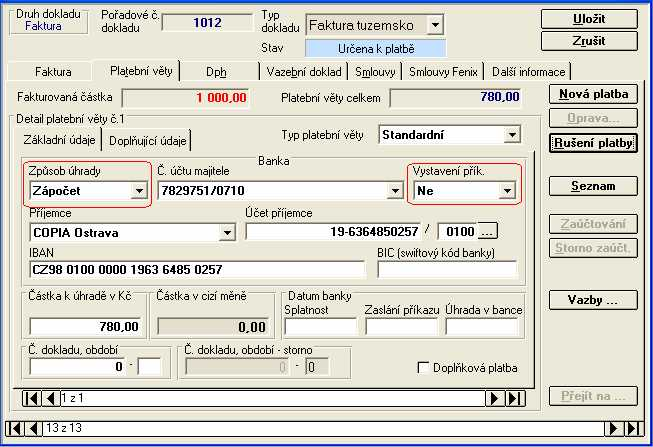 Druh dokladu
Faktura
Pořadové č.
dokladu
1012
Typ
dokladu
Faktura tuzemsko
Stav
Určena k platbě
Uložit
Zrušit
Faktura
Platební věty
Dph
Vazební doklad
Smlouvy
Smlouvy Fenix
Další informace
Fakturovaná částka
1 000,00
Platební věty celkem
780,00
Nová platba
Oprava...
Rušení platby
Seznam
Zaúčtování
Storno zaúčt.
Vazby ...
Přejít na ...
Detail platební věty č.1
Základní údaje
Doplňující údaje
Typ platební věty
Standardní
Banka
Způsob úhrady
Zápočet
Č. účtu majitele
7829751/0710
Vystavení přík.
Ne
Příjemce
COPIA Ostrava
Účet příjemce
19-6364850257 / 0100 ...
IBAN
CZ98 0100 0000 1963 6485 0257
BIC (swiftový kód banky)
Částka k úhradě v Kč
780,00
Částka v cizí měně
0,00
Datum banky
Splatnost
Zaslání příkazu
Úhrada v bance
Č. dokladu, období
0 -
Č. dokladu, období - storno
0 - 0
Doplňková platba
1 z 1
13 z 13